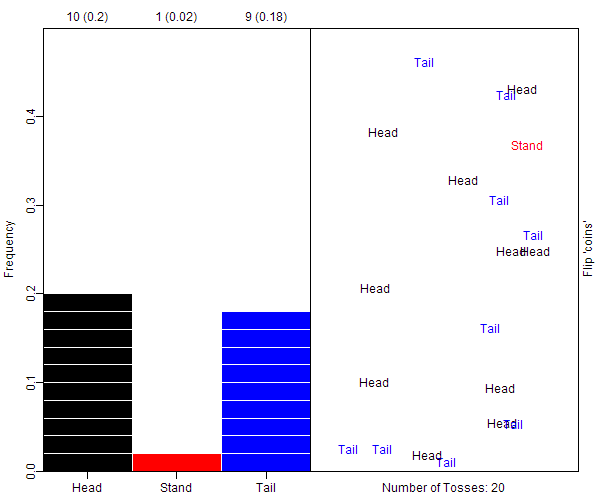 10 (0.2) 1 (0.02) 9 (0.18)
Frequency
0.4
0.3
0.2
0.1
0.0
Head Stand Tail
Tail
Head
Tail
Head
Stand
Head
Tail
Tail
Head Head
Head
Tail
Head
Head
Head
Tail
Tail
Tail
Head
Tail
Number of Tosses: 20
Flip 'coins'